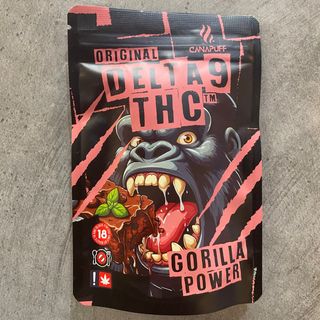 CANAPUFF
ORIGINAL
DELTA 9
THC™
18
GORILLA
POWER
!